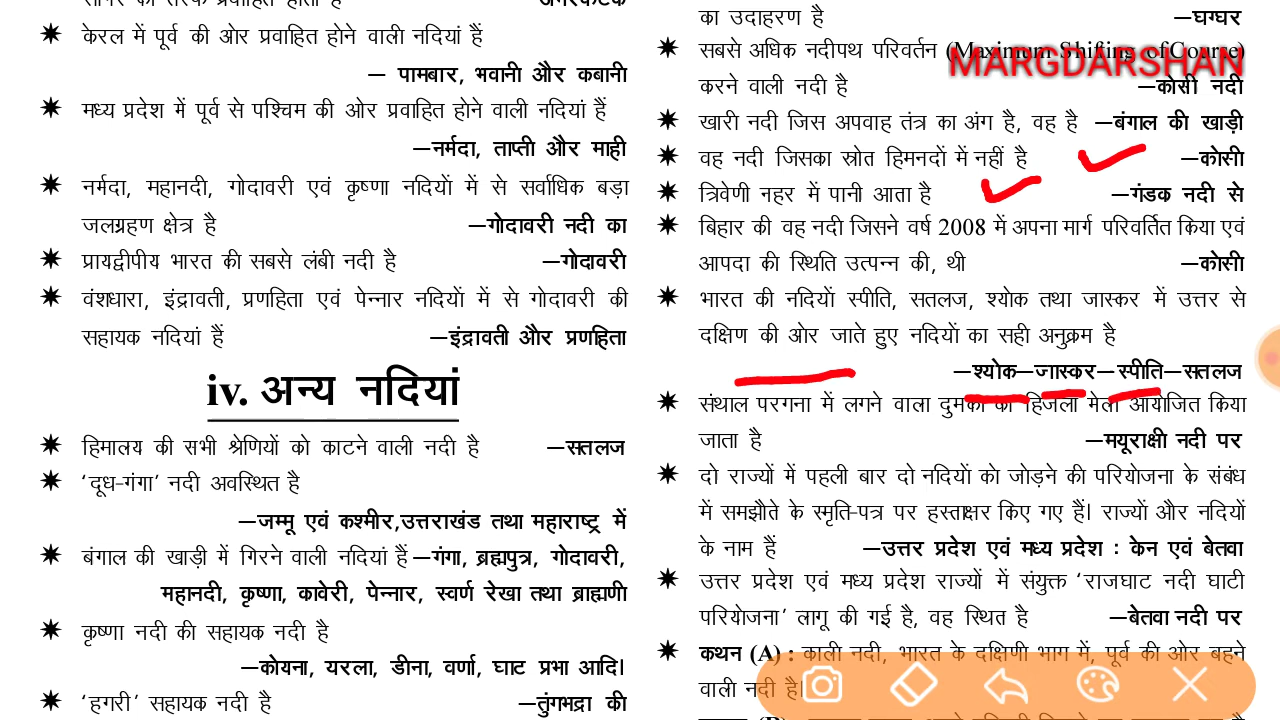 केरल में पूर्व की ओर प्रवाहित होने वाली नदियां हैं
— पामबार, भवानी और कबानी
मध्य प्रदेश में पूर्व से पश्चिम की ओर प्रवाहित होने वाली नदियां हैं
—नर्मदा, ताप्ती और माही
नर्मदा, महानदी, गोदावरी एवं कृष्णा नदियों में से सर्वाधिक बड़ा
जलग्रहण क्षेत्र है —गोदावरी नदी का
प्रायद्वीपीय भारत की सबसे लंबी नदी है —गोदावरी
वंशधारा, इंद्रावती, प्रणहिता एवं पेन्नार नदियों में से गोदावरी की
सहायक नदियां हैं —इंद्रावती और प्रणहिता
iv. अन्य नदियां
हिमालय की सभी श्रेणियों को काटने वाली नदी है —सतलज
‘दूध-गंगा’ नदी अवस्थित है
—जम्मू एवं कश्मीर,उत्तराखंड तथा महाराष्ट्र में
बंगाल की खाड़ी में गिरने वाली नदियां हैं —गंगा, ब्रह्मपुत्र, गोदावरी,
महानदी, कृष्णा, कावेरी, पेन्नार, स्वर्ण रेखा तथा ब्राह्मणी
कृष्णा नदी की सहायक नदी है
—कोयना, यरला, डीना, वर्णा, घाट प्रभा आदि।
‘हगरी’ सहायक नदी है —तुंगभद्रा की
का उदाहरण है —घग्घर
सबसे अधिक नदीपथ परिवर्तन (Maximum Shifting of Course)
MARGDARSHAN
करने वाली नदी है —कोसी नदी
खारी नदी जिस अपवाह तंत्र का अंग है, वह है —बंगाल की खाड़ी
वह नदी जिसका स्रोत हिमनदों में नहीं है —कोसी
त्रिवेणी नहर में पानी आता है —गंडक नदी से
बिहार की वह नदी जिसने वर्ष 2008 में अपना मार्ग परिवर्तित किया एवं
आपदा की स्थिति उत्पन्न की, थी —कोसी
भारत की नदियों स्पीति, सतलज, श्योक तथा जास्कर में उत्तर से
दक्षिण की ओर जाते हुए नदियों का सही अनुक्रम है
—श्योक—जास्कर—स्पीति—सतलज
संथाल परगना में लगने वाला दुमका का हिजला मेला आयोजित किया
जाता है —मयूराक्षी नदी पर
दो राज्यों में पहली बार दो नदियों को जोड़ने की परियोजना के संबंध
में समझौते के स्मृति-पत्र पर हस्ताक्षर किए गए हैं। राज्यों और नदियों
के नाम हैं —उत्तर प्रदेश एवं मध्य प्रदेश : केन एवं बेतवा
उत्तर प्रदेश एवं मध्य प्रदेश राज्यों में संयुक्त ‘राजघाट नदी घाटी
परियोजना’ लागू की गई है, वह स्थित है —बेतवा नदी पर
कथन (A) : काली नदी, भारत के दक्षिणी भाग में, पूर्व की ओर बहने
वाली नदी है।